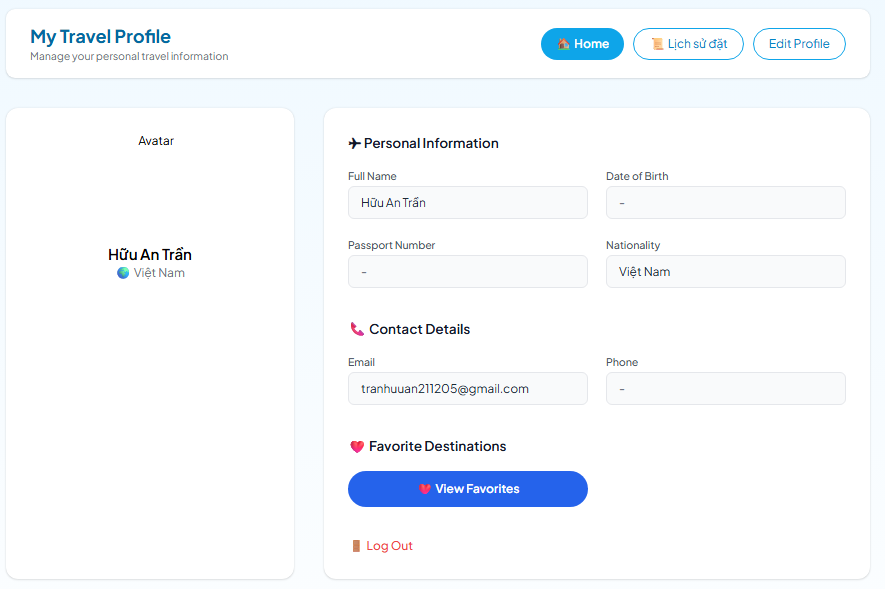 My Travel Profile
Manage your personal travel information
🏠 Home
📜 Lịch sử đặt
Edit Profile
Avatar
Hữu An Trần
🌍 Việt Nam
✈ Personal Information
Full Name
Date of Birth
Hữu An Trần
-
Passport Number
Nationality
-
Việt Nam
📞 Contact Details
Email
Phone
tranhuuan211205@gmail.com
-
💖 Favorite Destinations
💖 View Favorites
🚪 Log Out